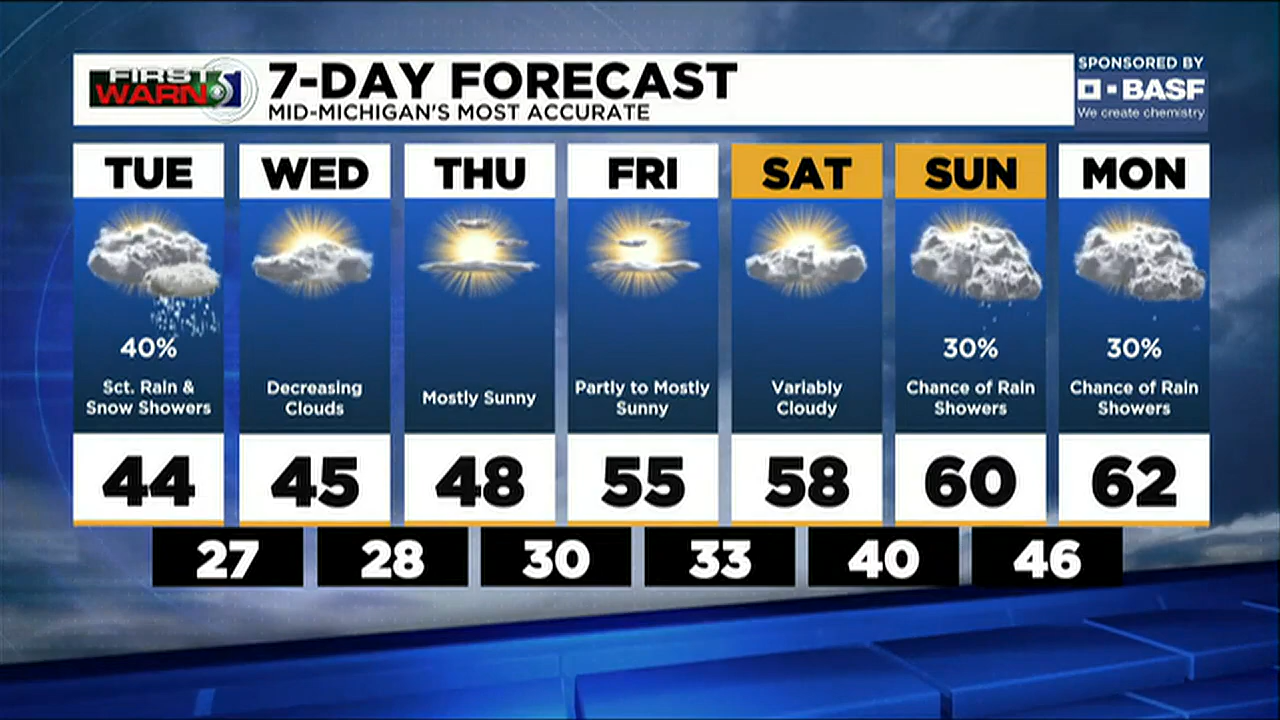 FIRST
WARN 5
7-DAY FORECAST
MID-MICHIGAN'S MOST ACCURATE
SPONSORED BY
BASF
We create chemistry
TUE WED THU FRI SAT SUN MON
40% 30% 30%
Sct. Rain &
Snow Showers
Decreasing
Clouds
Mostly Sunny
Partly to Mostly
Sunny
Variably
Cloudy
Chance of Rain
Showers
Chance of Rain
Showers
44 45 48 55 58 60 62
27 28 30 33 40 46